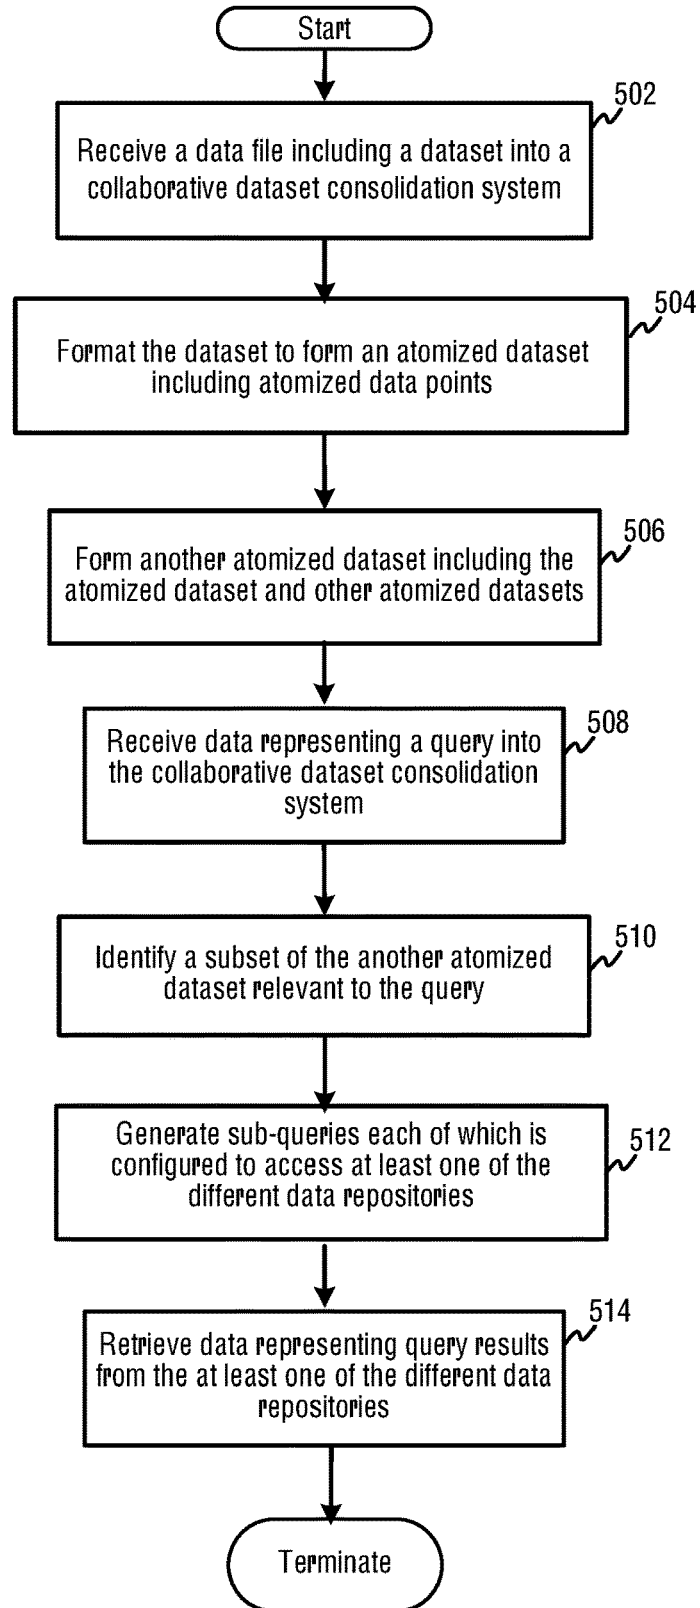 Start
502
Receive a data file including a dataset into a
collaborative dataset consolidation system
504
Format the dataset to form an atomized dataset
including atomized data points
506
Form another atomized dataset including the
atomized dataset and other atomized datasets
508
Receive data representing a query into
the collaborative dataset consolidation
system
510
Identify a subset of the another atomized
dataset relevant to the query
512
Generate sub-queries each of which is
configured to access at least one of the
different data repositories
514
Retrieve data representing query results
from the at least one of the different data
repositories
Terminate